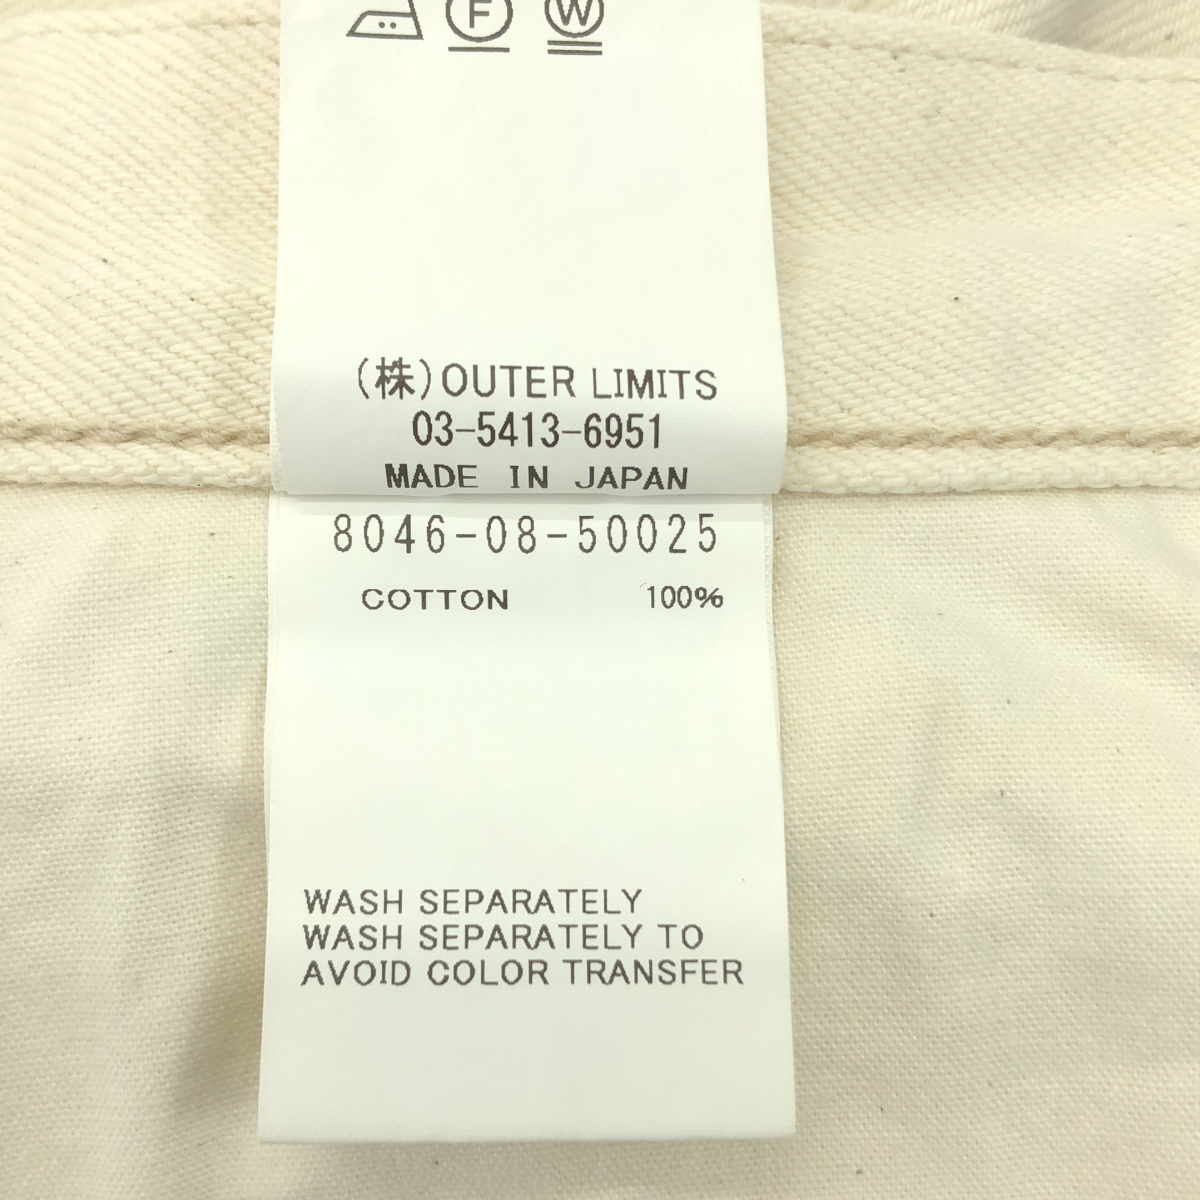 F W
(株)OUTER LIMITS
03-5413-6951
MADE IN JAPAN
8046-08-50025
COTTON 100%
WASH SEPARATELY
WASH SEPARATELY TO
AVOID COLOR TRANSFER